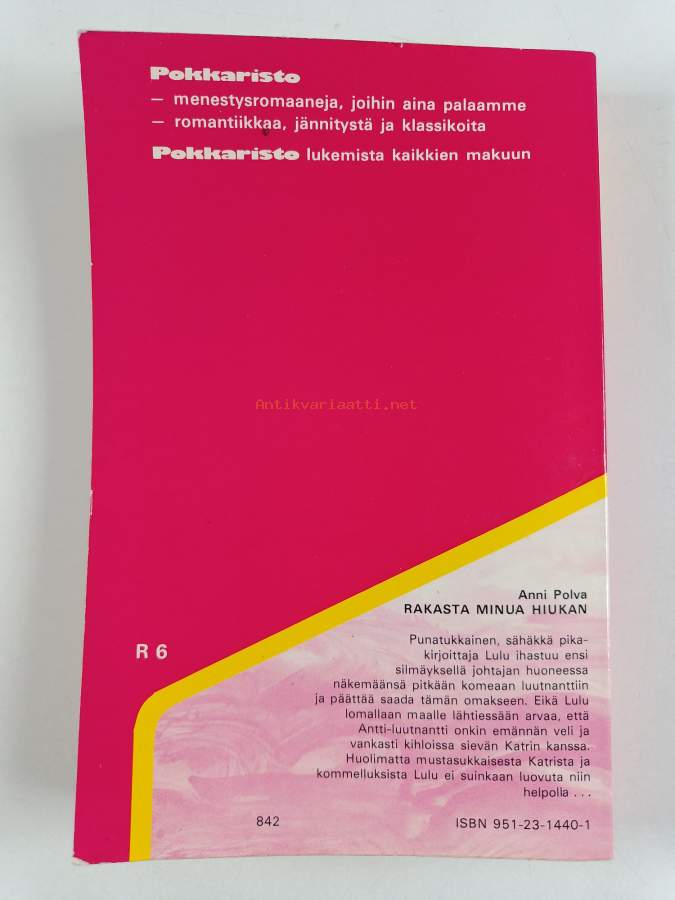 Pokkaristo
— menestysromaaneja, joihin aina palaamme
— romantiikkaa, jännitystä ja klassikoita
Pokkaristo lukemista kaikkien makuun
Antikvariaatti.net
Anni Polva
RAKASTA MINUA HIUKAN
R 6
Punatukkainen, sähäkkä pika-
kirjoittaja Lulu ihastuu ensi
silmäyksellä johtajan huoneessa
näkemäänsä pitkään komeaan luutnanttiin
ja päättää saada tämän omakseen. Eikä Lulu
lomallaan maalle lähtiessään arvaa, että
Antti-luutnantti onkin emännän veli ja
vankasti kihloissa sievän Katrin kanssa.
Huolimatta mustasukkaisesta Katrista ja
kommelluksista Lulu ei suinkaan luovuta niin
helpolla . . .
842
ISBN 951-23-1440-1